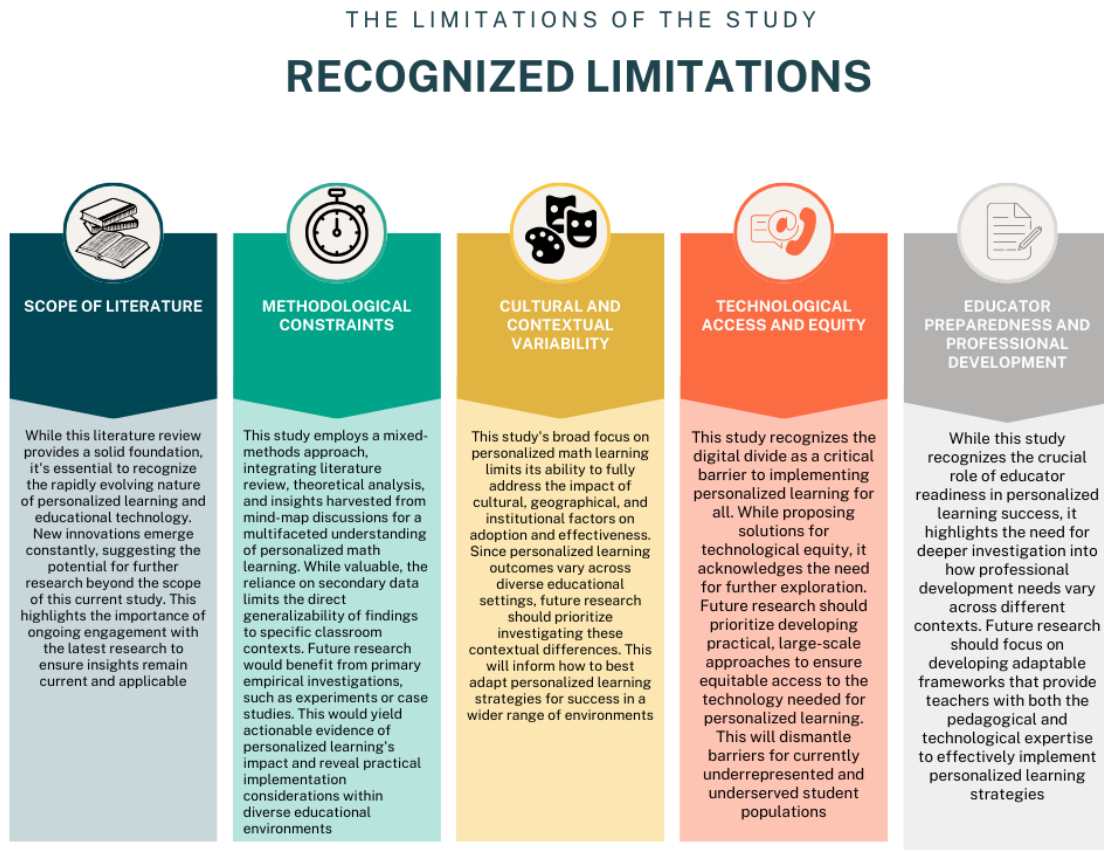 THE LIMITATIONS OF THE STUDY
RECOGNIZED LIMITATIONS
SCOPE OF LITERATURE
While this literature review
provides a solid foundation,
it's essential to recognize
the rapidly evolving nature
of personalized learning and
educational technology.
New innovations emerge
constantly, suggesting the
potential for further
research beyond the scope
of this current study. This
highlights the importance of
ongoing engagement with
the latest research to
ensure insights remain
current and applicable
METHODOLOGICAL
CONSTRAINTS
This study employs a mixed-
methods approach,
integrating literature
review, theoretical analysis,
and insights harvested from
mind-map discussions for a
multifaceted understanding
of personalized math
learning. While valuable, the
reliance on secondary data
limits the direct
generalizability of findings
to specific classroom
contexts. Future research
would benefit from primary
empirical investigations,
such as experiments or case
studies. This would yield
actionable evidence of
personalized learning's
impact and reveal practical
implementation
considerations within
diverse educational
environments
CULTURAL AND
CONTEXTUAL
VARIABILITY
This study's broad focus on
personalized math learning
limits its ability to fully
address the impact of
cultural, geographical, and
institutional factors on
adoption and effectiveness.
Since personalized learning
outcomes vary across
diverse educational
settings, future research
should prioritize
investigating these
contextual differences. This
will inform how to best
adapt personalized learning
strategies for success in a
wider range of environments
TECHNOLOGICAL
ACCESS AND EQUITY
This study recognizes the
digital divide as a critical
barrier to implementing
personalized learning for
all. While proposing
solutions for
technological equity, it
acknowledges the need
for further exploration.
Future research should
prioritize developing
practical, large-scale
approaches to ensure
equitable access to the
technology needed for
personalized learning.
This will dismantle
barriers for currently
underrepresented and
underserved student
populations
EDUCATOR
PREPAREDNESS AND
PROFESSIONAL
DEVELOPMENT
While this study
recognizes the crucial
role of educator
readiness in personalized
learning success, it
highlights the need for
deeper investigation into
how professional
development needs vary
across different
contexts. Future research
should focus on
developing adaptable
frameworks that provide
teachers with both the
pedagogical and
technological expertise
to effectively implement
personalized learning
strategies